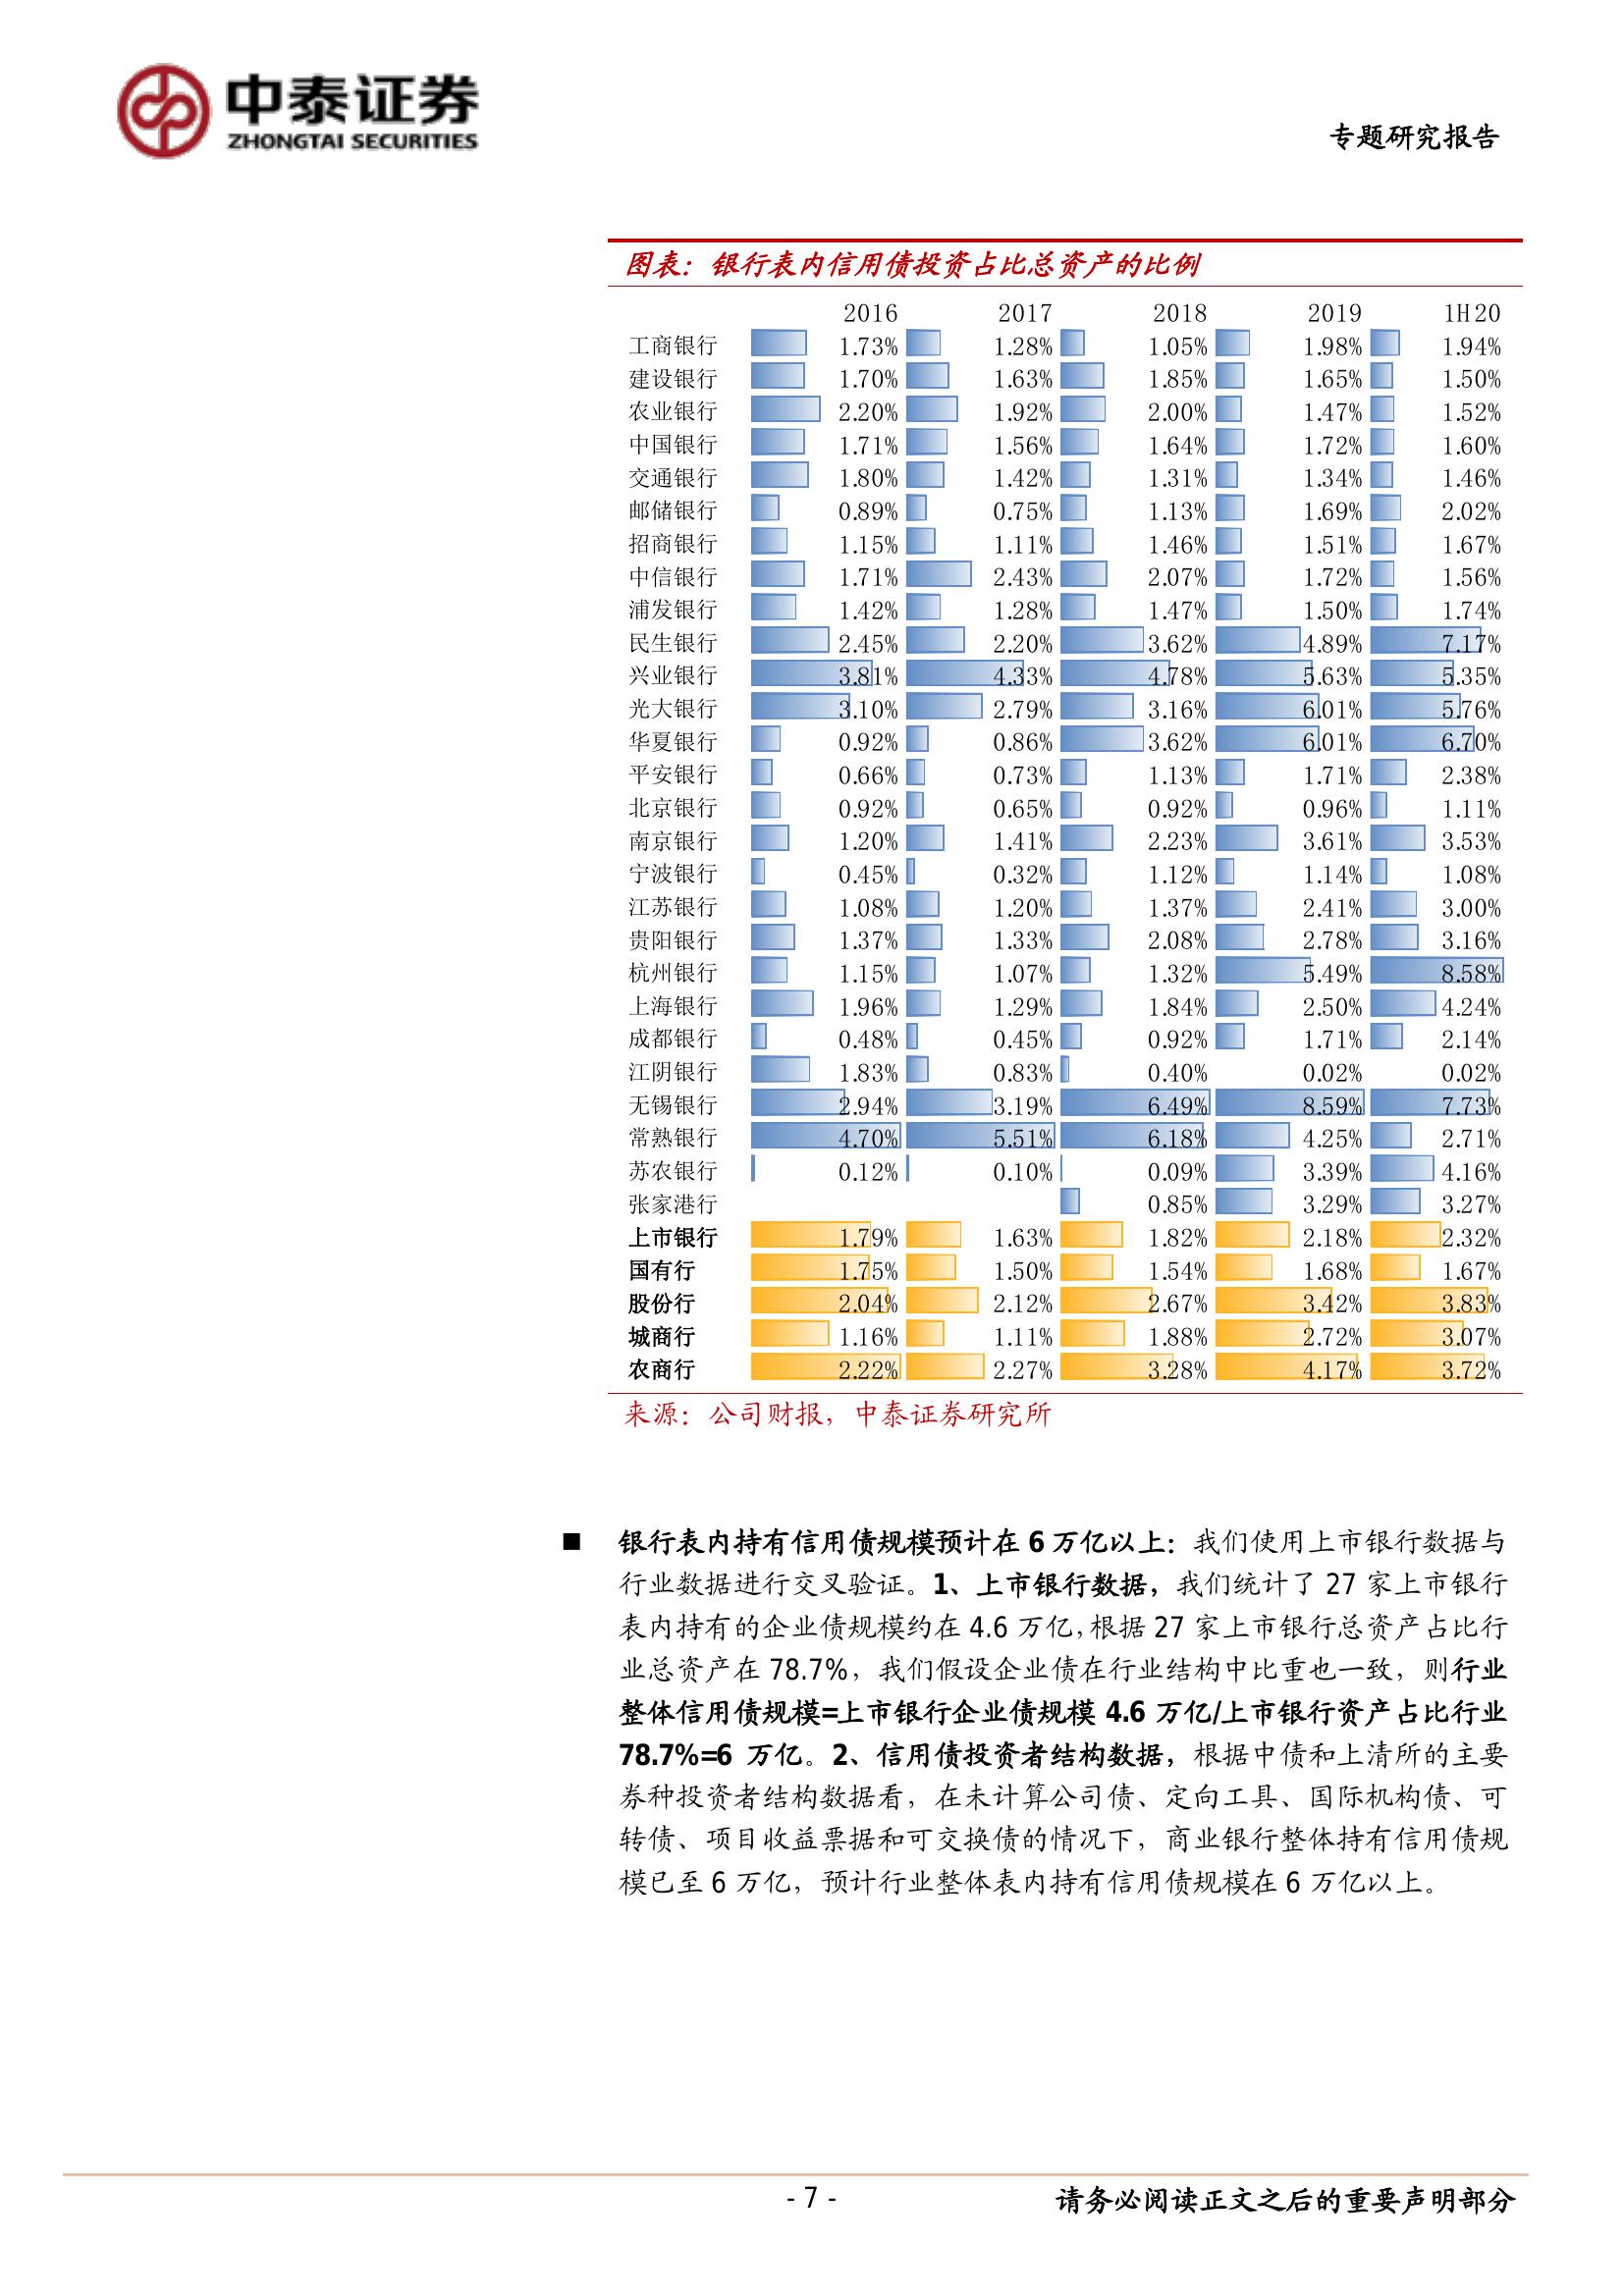 中泰证券
ZHONGTAI SECURITIES
专题研究报告
图表：银行表内信用债投资占比总资产的比例
2016 2017 2018 2019 1H20
工商银行 1.73% 1.28% 1.05% 1.98% 1.94%
建设银行 1.70% 1.63% 1.85% 1.65% 1.50%
农业银行 2.20% 1.92% 2.00% 1.47% 1.52%
中国银行 1.71% 1.56% 1.64% 1.72% 1.60%
交通银行 1.80% 1.42% 1.31% 1.34% 1.46%
邮储银行 0.89% 0.75% 1.13% 1.69% 2.02%
招商银行 1.15% 1.11% 1.46% 1.51% 1.67%
中信银行 1.71% 2.43% 2.07% 1.72% 1.56%
浦发银行 1.42% 1.28% 1.47% 1.50% 1.74%
民生银行 2.45% 2.20% 3.62% 4.89% 7.17%
兴业银行 3.81% 4.33% 4.78% 5.63% 5.35%
光大银行 3.10% 2.79% 3.16% 6.01% 5.76%
华夏银行 0.92% 0.86% 3.62% 6.01% 6.70%
平安银行 0.66% 0.73% 1.13% 1.71% 2.38%
北京银行 0.92% 0.65% 0.92% 0.96% 1.11%
南京银行 1.20% 1.41% 2.23% 3.61% 3.53%
宁波银行 0.45% 0.32% 1.12% 1.14% 1.08%
江苏银行 1.08% 1.20% 1.37% 2.41% 3.00%
贵阳银行 1.37% 1.33% 2.08% 2.78% 3.16%
杭州银行 1.15% 1.07% 1.32% 5.49% 8.58%
上海银行 1.96% 1.29% 1.84% 2.50% 4.24%
成都银行 0.48% 0.45% 0.92% 1.71% 2.14%
江阴银行 1.83% 0.83% 0.40% 0.02% 0.02%
无锡银行 2.94% 3.19% 6.49% 8.59% 7.73%
常熟银行 4.70% 5.51% 6.18% 4.25% 2.71%
苏农银行 0.12% 0.10% 0.09% 3.39% 4.16%
张家港行 0.85% 3.29% 3.27%
上市银行 1.79% 1.63% 1.82% 2.18% 2.32%
国有行 1.75% 1.50% 1.54% 1.68% 1.67%
股份行 2.04% 2.12% 2.67% 3.42% 3.83%
城商行 1.16% 1.11% 1.88% 2.72% 3.07%
农商行 2.22% 2.27% 3.28% 4.17% 3.72%
来源：公司财报，中泰证券研究所
■ 银行表内持有信用债规模预计在 6 万亿以上：我们使用上市银行数据与
行业数据进行交叉验证。1、上市银行数据，我们统计了 27 家上市银行
表内持有的企业债规模约在 4.6 万亿，根据 27 家上市银行总资产占比行
业总资产在 78.7%，我们假设企业债在行业结构中比重也一致，则行业
整体信用债规模=上市银行企业债规模 4.6 万亿/上市银行资产占比行业
78.7%=6 万亿。2、信用债投资者结构数据，根据中债和上清所的主要
券种投资者结构数据看，在未计算公司债、定向工具、国际机构债、可
转债、项目收益票据和可交换债的情况下，商业银行整体持有信用债规
模已至 6 万亿，预计行业整体表内持有信用债规模在 6 万亿以上。
- 7 -
请务必阅读正文之后的重要声明部分